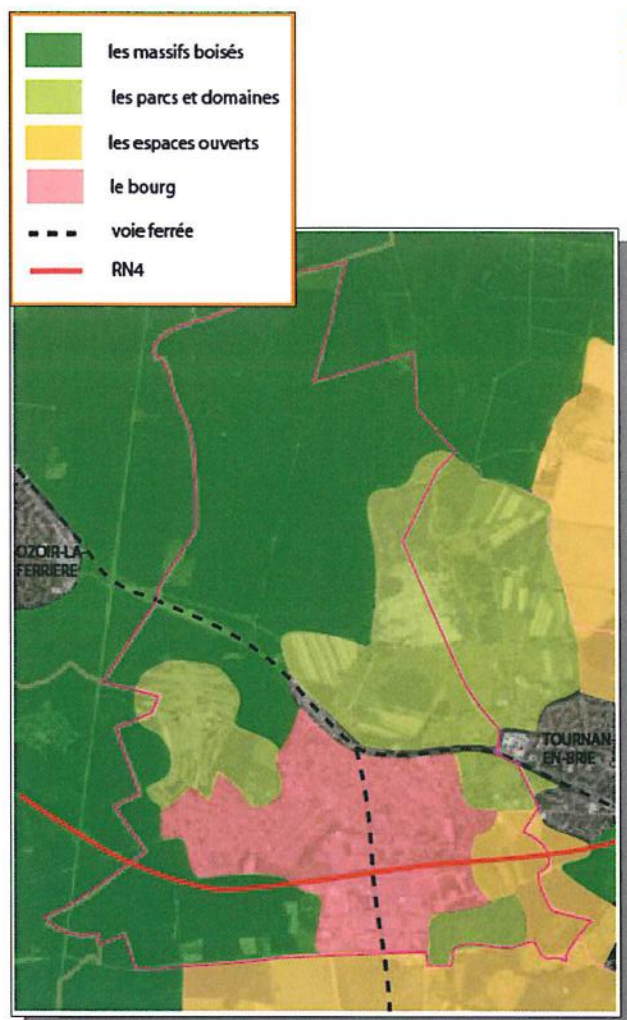 les massifs boisés
les parcs et domaines
les espaces ouverts
le bourg
voie ferrée
RN4
OZOIR-LA-
FERRIERE
TOURNAN
EN-BRIE